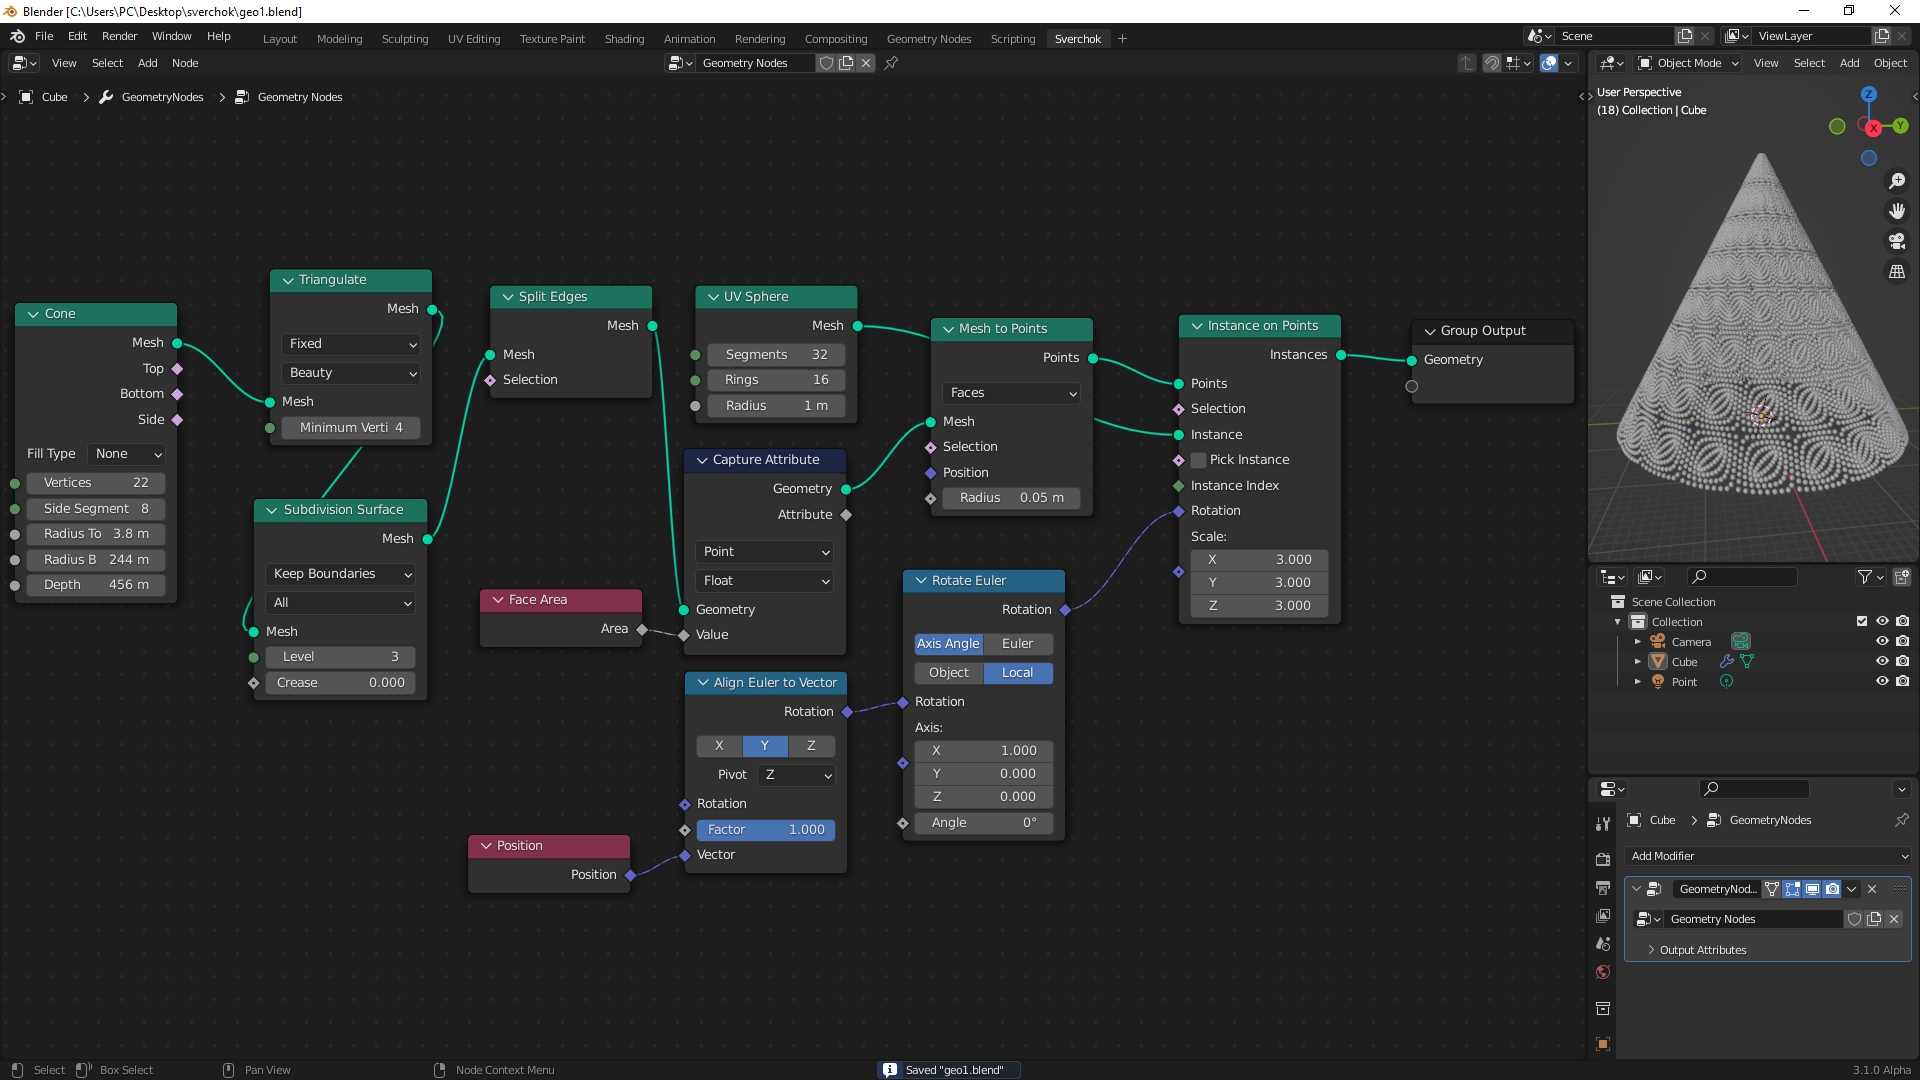 Blender [C:\Users\PC\Desktop\sverchok\geo1.blend]
File Edit Render Window Help Layout Modeling Sculpting UV Editing Texture Paint Shading Animation Rendering Compositing Geometry Nodes Scripting Sverchok + Scene ViewLayer
View Select Add Node Geometry Nodes Object Mode View Select Add Object
Cube > GeometryNodes > Geometry Nodes
User Perspective
(18) Collection | Cube
Z
Y
X
Cone
Mesh
Top
Bottom
Side
Fill Type None
Vertices 22
Side Segment 8
Radius To 3.8 m
Radius B 244 m
Depth 456 m
Triangulate
Mesh
Fixed
Beauty
Mesh
Minimum Verti 4
Subdivision Surface
Mesh
Keep Boundaries
All
Mesh
Level 3
Crease 0.000
Split Edges
Mesh
Mesh
Selection
UV Sphere
Mesh
Segments 32
Rings 16
Radius 1 m
Capture Attribute
Geometry
Attribute
Point
Float
Geometry
Value
Face Area
Area
Align Euler to Vector
Rotation
X Y Z
Pivot Z
Rotation
Factor 1.000
Vector
Position
Position
Mesh to Points
Points
Faces
Mesh
Selection
Position
Radius 0.05 m
Rotate Euler
Rotation
Axis Angle Euler
Object Local
Rotation
Axis:
X 1.000
Y 0.000
Z 0.000
Angle 0°
Instance on Points
Instances
Points
Selection
Instance
Pick Instance
Instance Index
Rotation
Scale:
X 3.000
Y 3.000
Z 3.000
Group Output
Geometry
Scene Collection
Collection
Camera
Cube
Point
Cube > GeometryNodes
Add Modifier
GeometryNod...
Geometry Nodes
Output Attributes
Select Box Select Pan View Node Context Menu Saved "geo1.blend" 3.1.0 Alpha